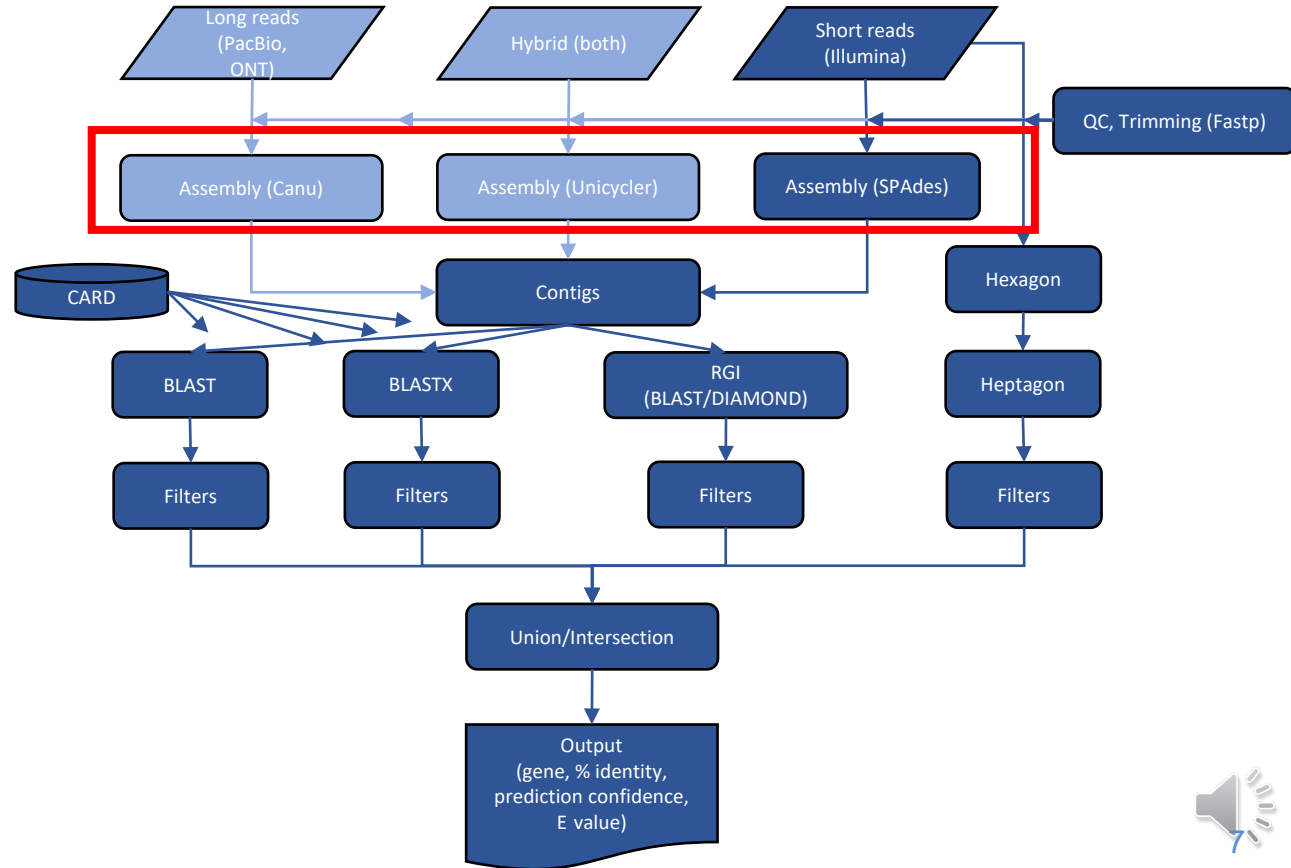 Long reads
(PacBio,
ONT)
Hybrid (both)
Short reads
(Illumina)
QC, Trimming (Fastp)
Assembly (Canu)
Assembly (Unicycler)
Assembly (SPAdes)
CARD
Contigs
Hexagon
BLAST
BLASTX
RGI
(BLAST/DIAMOND)
Heptagon
Filters
Filters
Filters
Filters
Union/Intersection
Output
(gene, % identity,
prediction confidence,
E value)
7